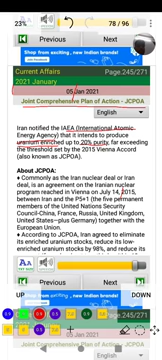 2:49
78 / 96
Previous
Next
Shop from exciting, new Indian brands!
Current Affairs
Page.245/271
2021 January
05 Jan 2021
Joint Comprehensive Plan of Action - JCPOA
English
Iran notified the IAEA (International Atomic
Energy Agency) that it intends to produce
uranium enriched up to 20% purity, far exceeding
the threshold set by the 2015 Vienna Accord
(also known as JCPOA).
About JCPOA:
• Commonly as the Iran nuclear deal or Iran
deal, is an agreement on the Iranian nuclear
program reached in Vienna on July 14, 2015,
between Iran and the P5+1 (the five permanent
members of the United Nations Security
Council-China, France, Russia, United Kingdom,
United States—plus Germany) together with the
European Union.
• According to JCPOA, Iran agreed to eliminate
its enriched uranium stocks, reduce its low-
enriched uranium stocks by 98%, and reduce its
UP
DOWN
Joint Comprehensive Plan of Action - JCPOA
Previous
Next
Shop from exciting, new Indian brands!